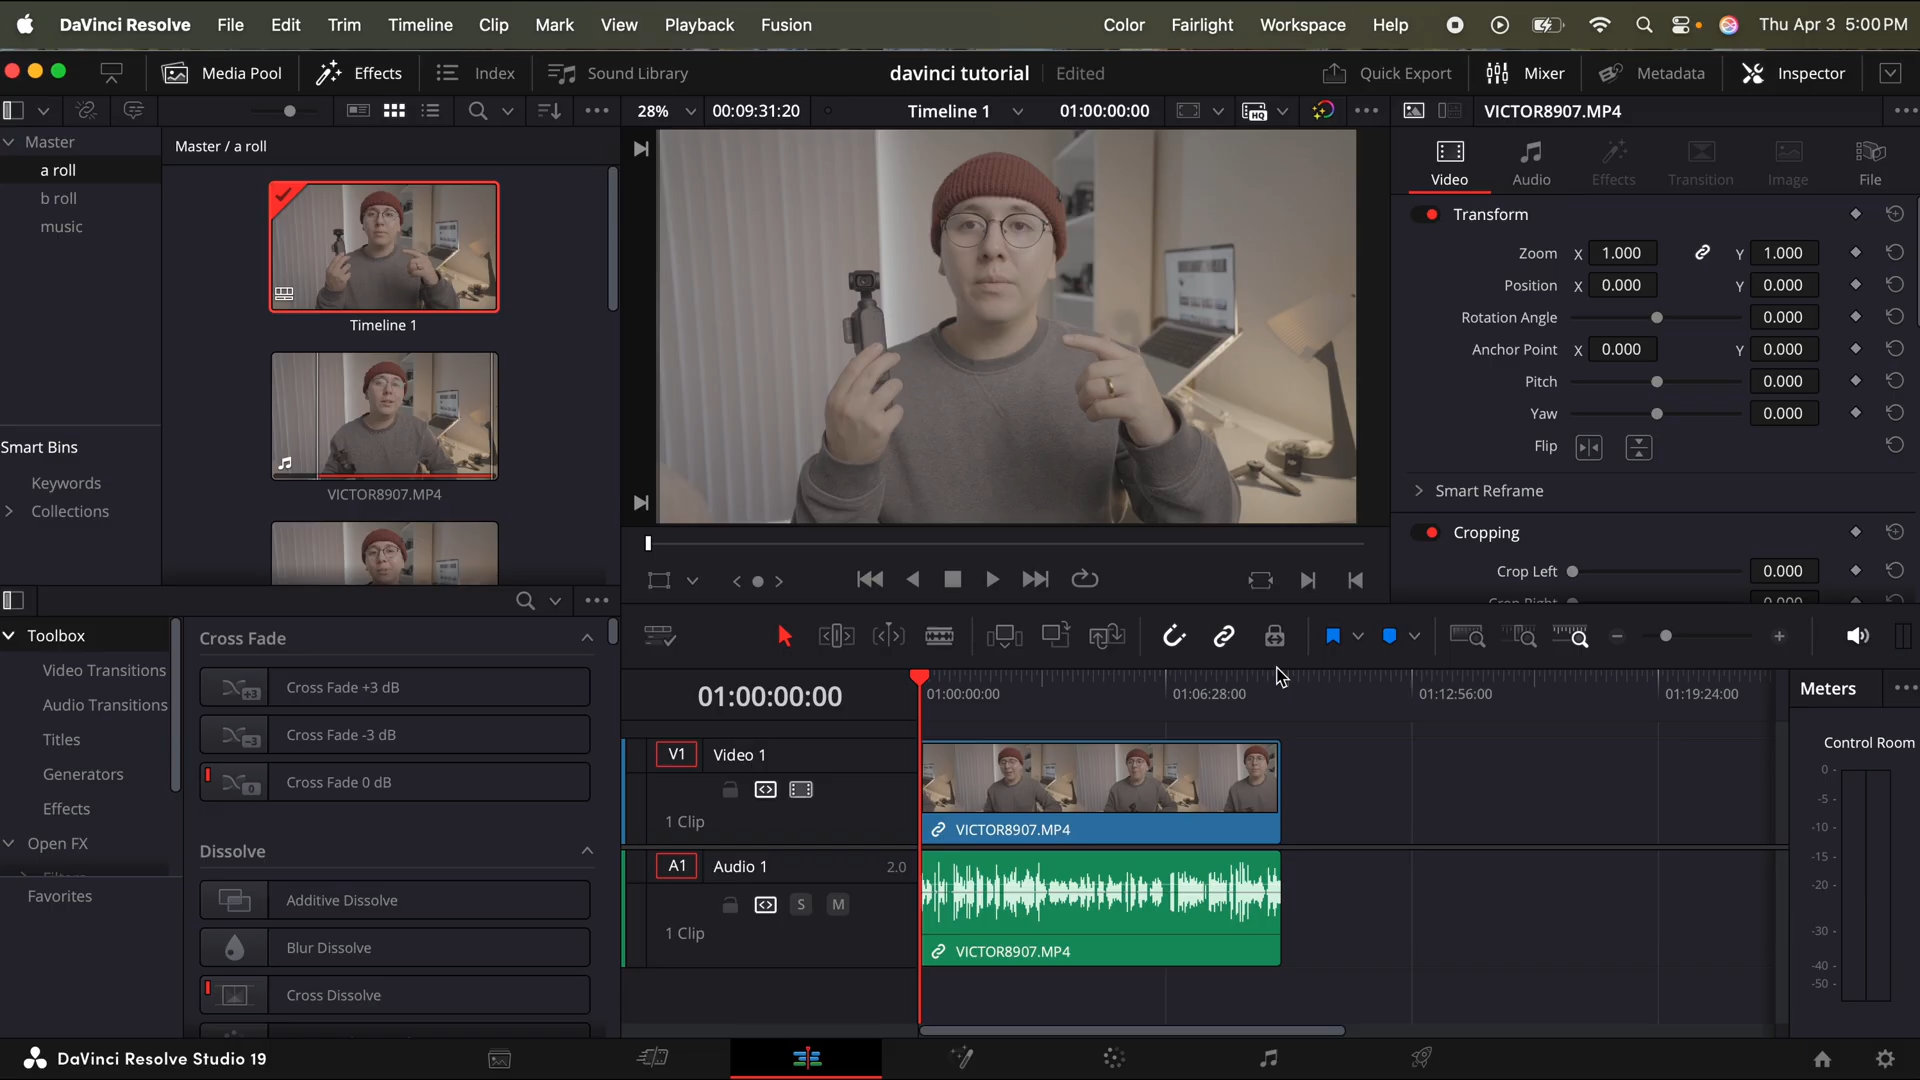 DaVinci Resolve File Edit Trim Timeline Clip Mark View Playback Fusion Color Fairlight Workspace Help Thu Apr 3 5:00 PM
Media Pool Effects Index Sound Library davinci tutorial Edited Quick Export Mixer Metadata Inspector
28% 00:09:31:20 Timeline 1 01:00:00:00 HQ VICTOR8907.MP4
Master
a roll
b roll
music
Master / a roll
Timeline 1
VICTOR8907.MP4
Smart Bins
Keywords
Collections
Video Audio Effects Transition Image File
Transform
Zoom X 1.000 Y 1.000
Position X 0.000 Y 0.000
Rotation Angle 0.000
Anchor Point X 0.000 Y 0.000
Pitch 0.000
Yaw 0.000
Flip
Smart Reframe
Cropping
Crop Left 0.000
Crop Right 0.000
Toolbox
Video Transitions
Audio Transitions
Titles
Generators
Effects
Open FX
Filters
Favorites
Cross Fade
+3 Cross Fade +3 dB
-3 Cross Fade -3 dB
0 Cross Fade 0 dB
Dissolve
Additive Dissolve
Blur Dissolve
Cross Dissolve
01:00:00:00
01:00:00:00 01:06:28:00 01:12:56:00 01:19:24:00
V1 Video 1
1 Clip
VICTOR8907.MP4
A1 Audio 1 2.0
S M
1 Clip
VICTOR8907.MP4
Meters
Control Room
0 -
-5 -
-10 -
-15 -
-20 -
-30 -
-40 -
-50 -
DaVinci Resolve Studio 19